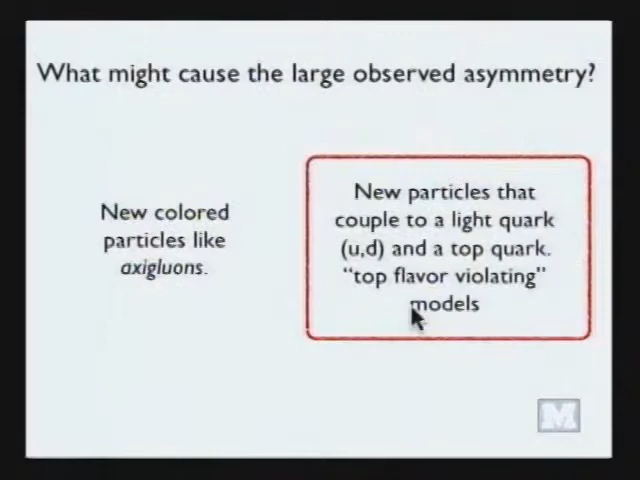 What might cause the large observed asymmetry?
New colored
particles like
axigluons.
New particles that
couple to a light quark
(u,d) and a top quark.
“top flavor violating”
models
M